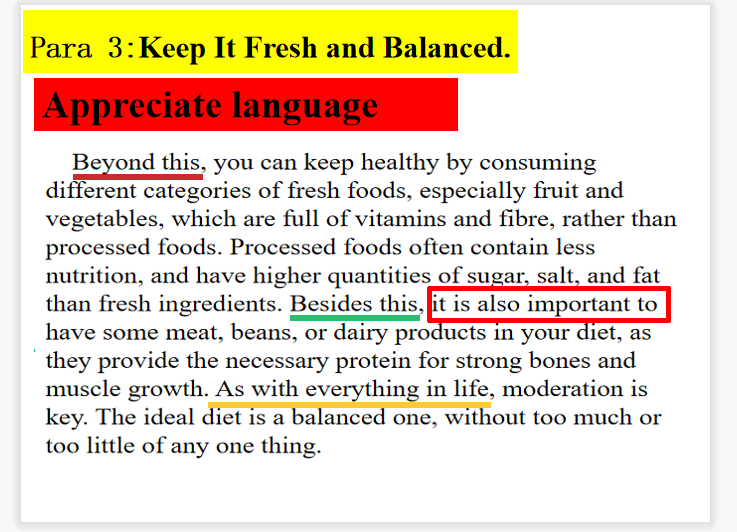 Para 3:Keep It Fresh and Balanced.
Appreciate language
Beyond this, you can keep healthy by consuming
different categories of fresh foods, especially fruit and
vegetables, which are full of vitamins and fibre, rather than
processed foods. Processed foods often contain less
nutrition, and have higher quantities of sugar, salt, and fat
than fresh ingredients. Besides this, it is also important to
have some meat, beans, or dairy products in your diet, as
they provide the necessary protein for strong bones and
muscle growth. As with everything in life, moderation is
key. The ideal diet is a balanced one, without too much or
too little of any one thing.